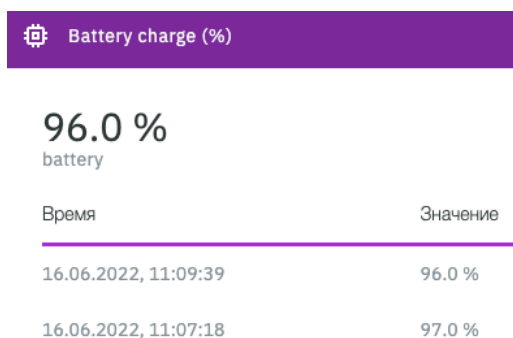 Battery charge (%)
96.0 %
battery
Время Значение
16.06.2022, 11:09:39 96.0 %
16.06.2022, 11:07:18 97.0 %